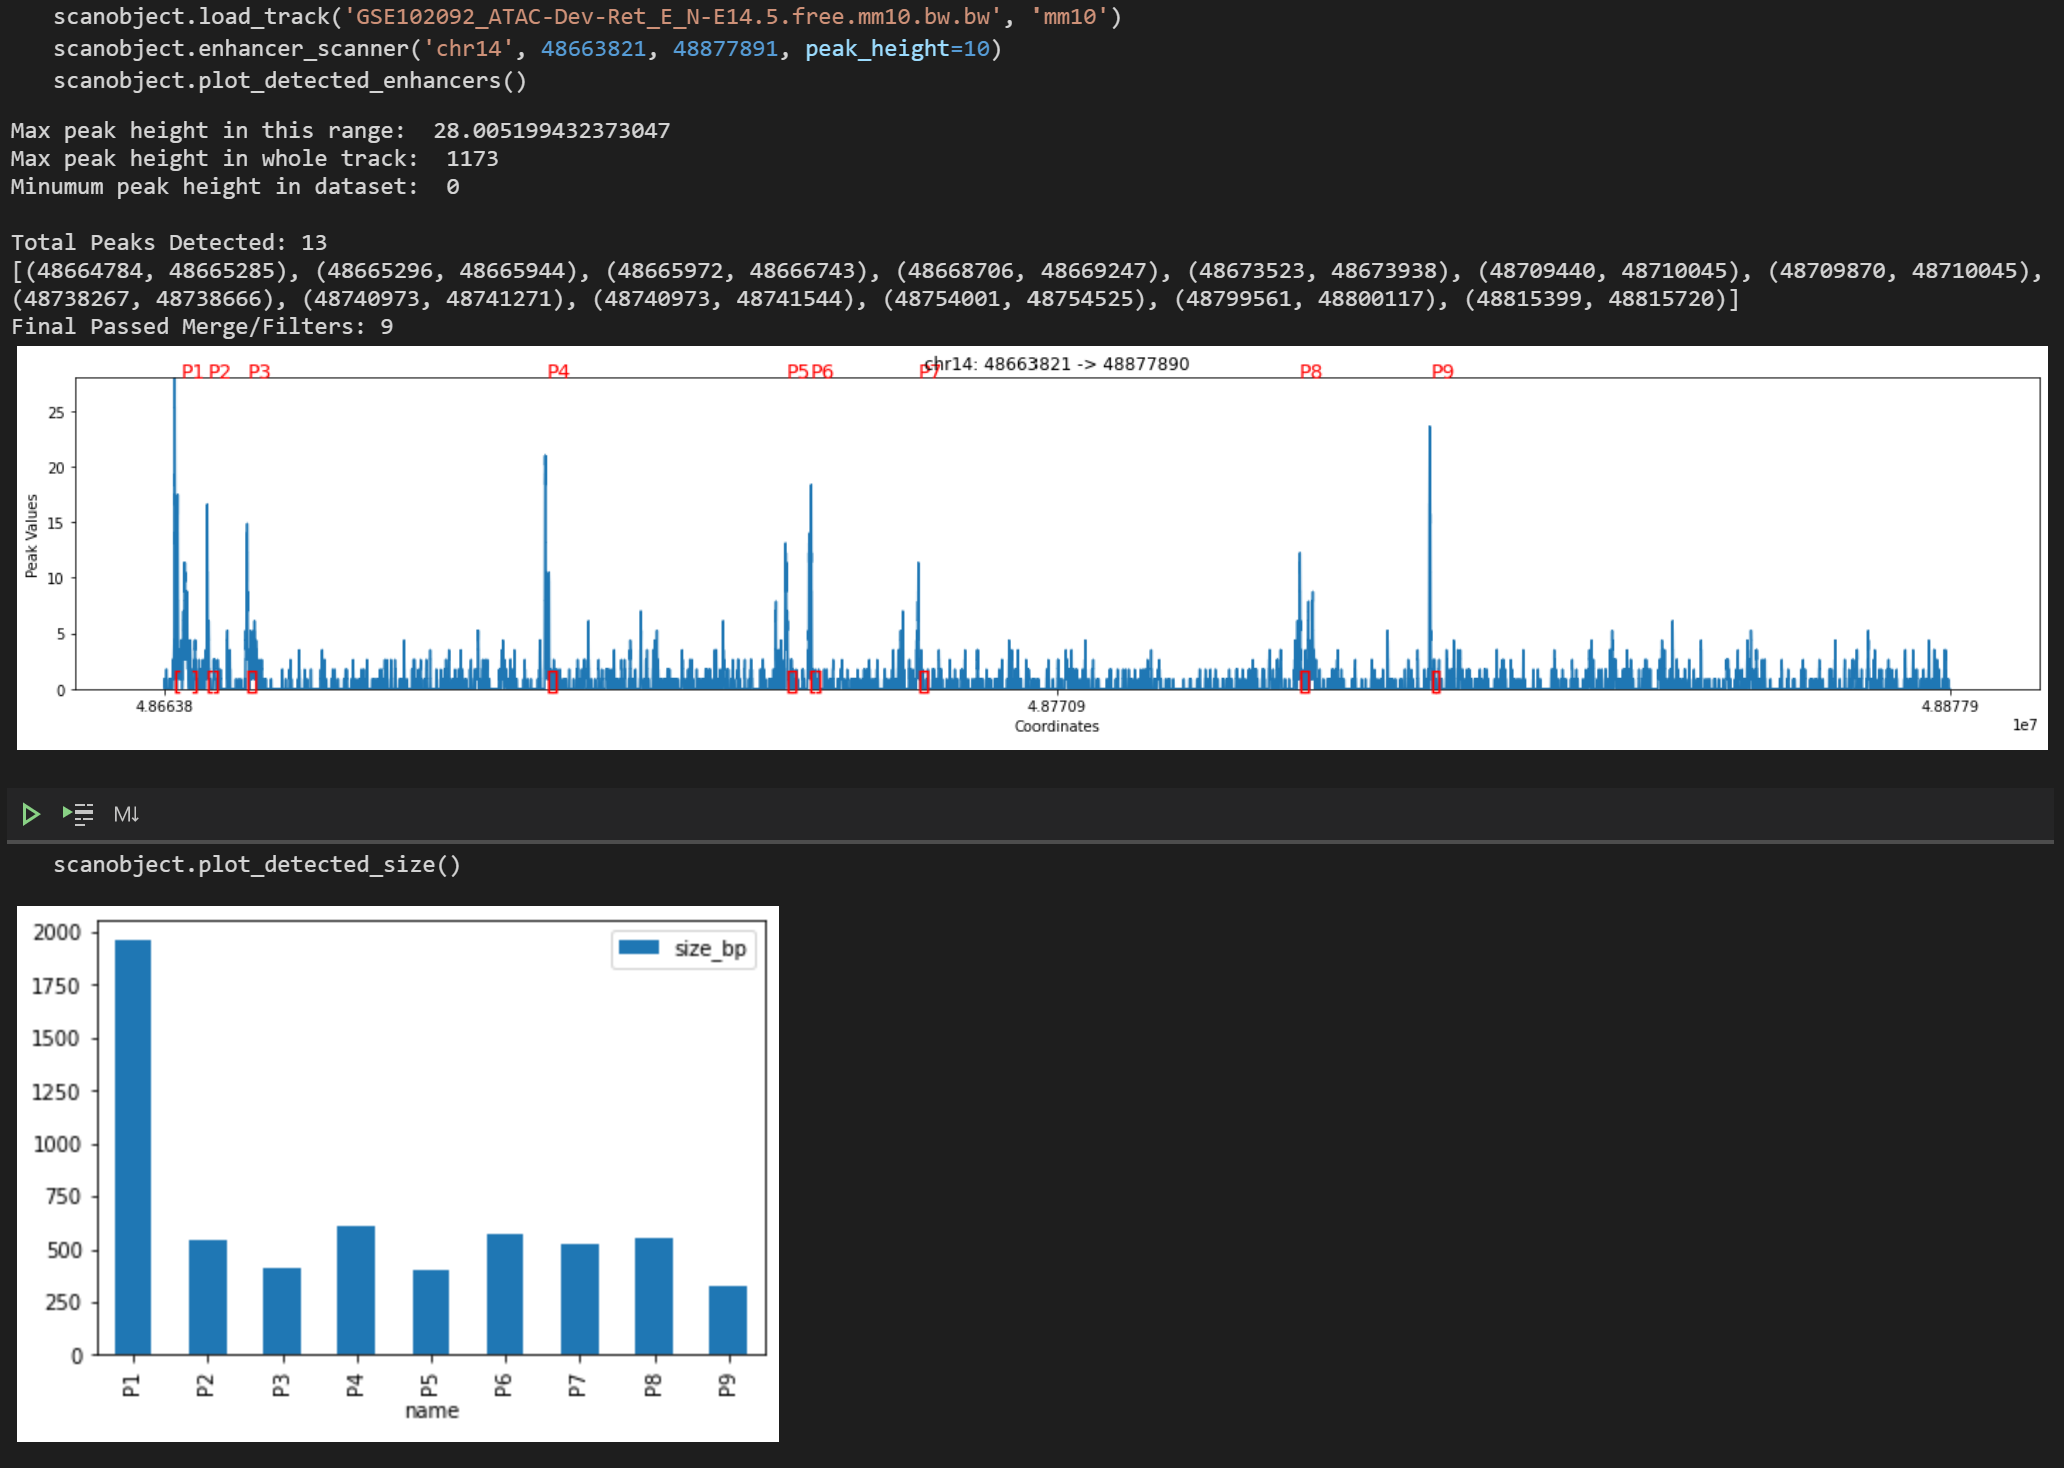 scanobject.load_track('GSE102092_ATAC-Dev-Ret_E_N-E14.5.free.mm10.bw.bw', 'mm10')
scanobject.enhancer_scanner('chr14', 48663821, 48877891, peak_height=10)
scanobject.plot_detected_enhancers()
Max peak height in this range:  28.005199432373047
Max peak height in whole track:  1173
Minumum peak height in dataset:  0
Total Peaks Detected: 13
[(48664784, 48665285), (48665296, 48665944), (48665972, 48666743), (48668706, 48669247), (48673523, 48673938), (48709440, 48710045), (48709870, 48710045),
(48738267, 48738666), (48740973, 48741271), (48740973, 48741544), (48754001, 48754525), (48799561, 48800117), (48815399, 48815720)]
Final Passed Merge/Filters: 9
chr14: 48663821 -> 48877890
P1 P2 P3 P4 P5 P6 P7 P8 P9
25
20
15
10
5
0
Peak Values
4.86638 4.87709 4.88779
Coordinates
1e7
M↓
scanobject.plot_detected_size()
size_bp
2000
1750
1500
1250
1000
750
500
250
0
P1 P2 P3 P4 P5 P6 P7 P8 P9
name